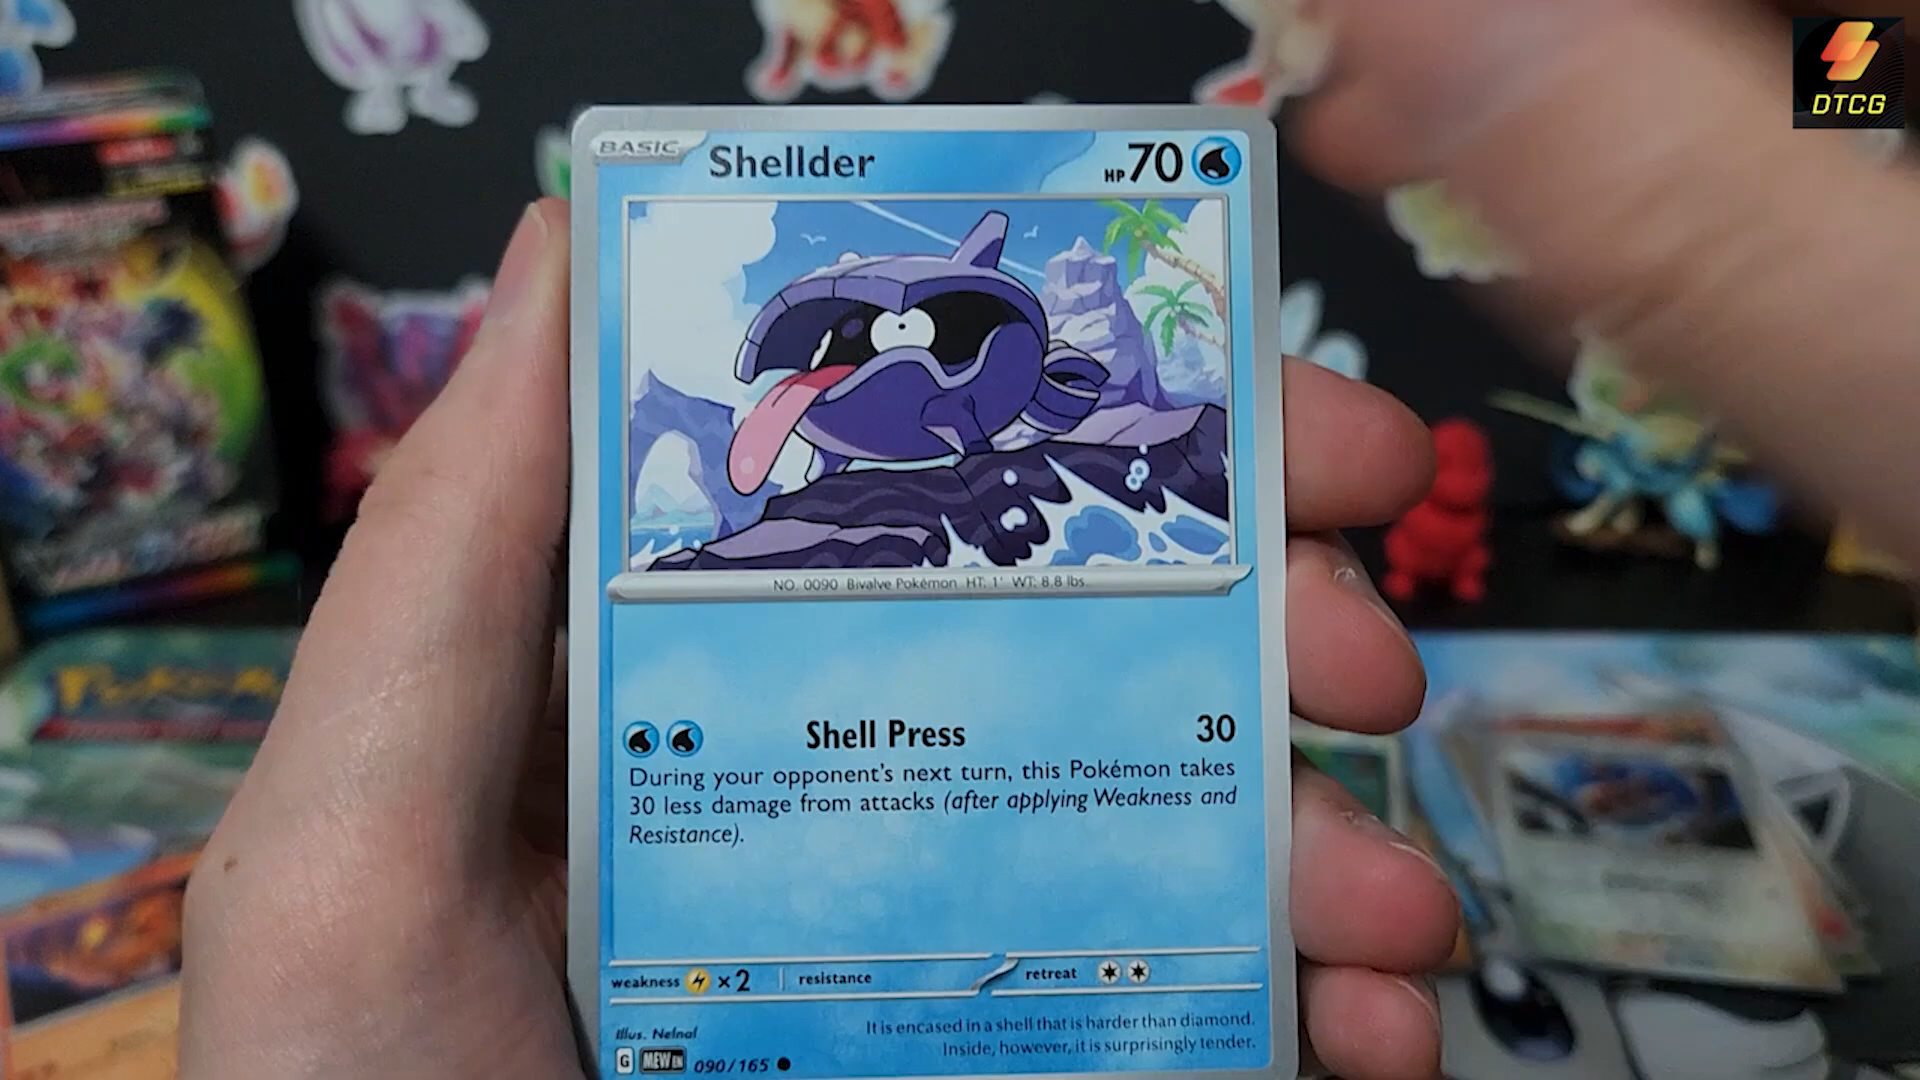 DTCG
BASIC
Shellder
HP 70
NO. 0090 Bivalve Pokémon HT: 1' WT: 8.8 lbs.
Shell Press 30
During your opponent's next turn, this Pokémon takes
30 less damage from attacks (after applying Weakness and
Resistance).
weakness ×2 resistance retreat
Illus. Nelnal
It is encased in a shell that is harder than diamond.
Inside, however, it is surprisingly tender.
G MEW EN 090/165